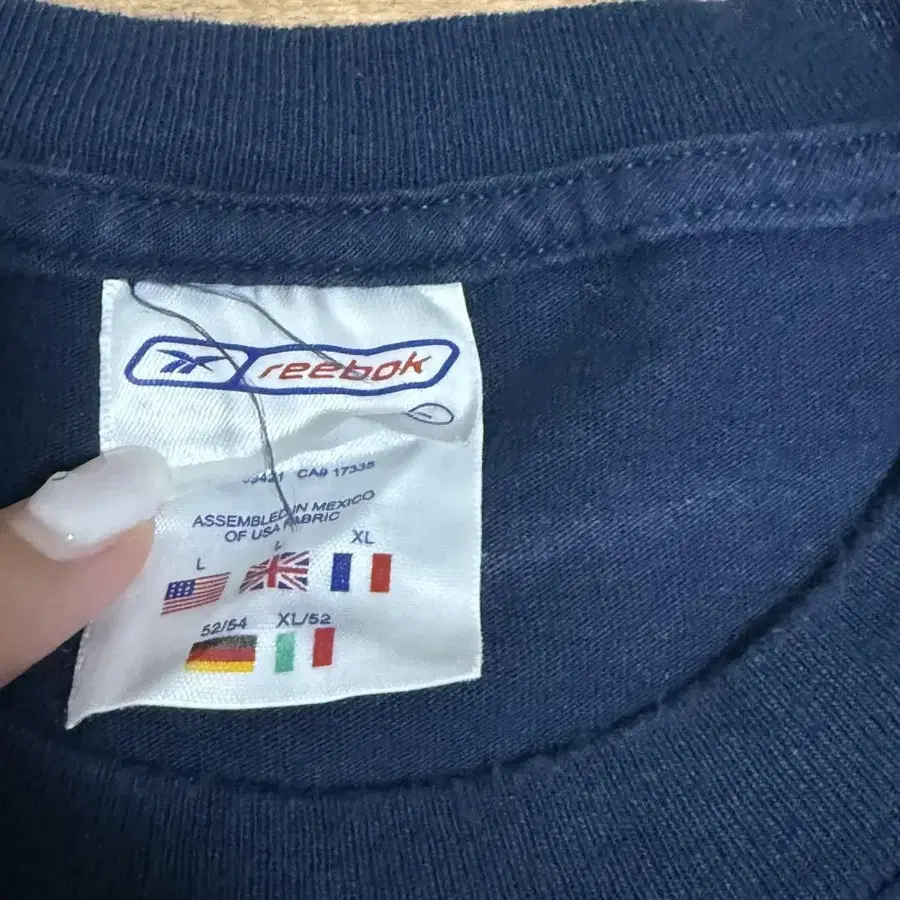 reebok
L
CA# 17335
ASSEMBLED IN MEXICO
OF USA FABRIC
L L XL
52/54 XL/52